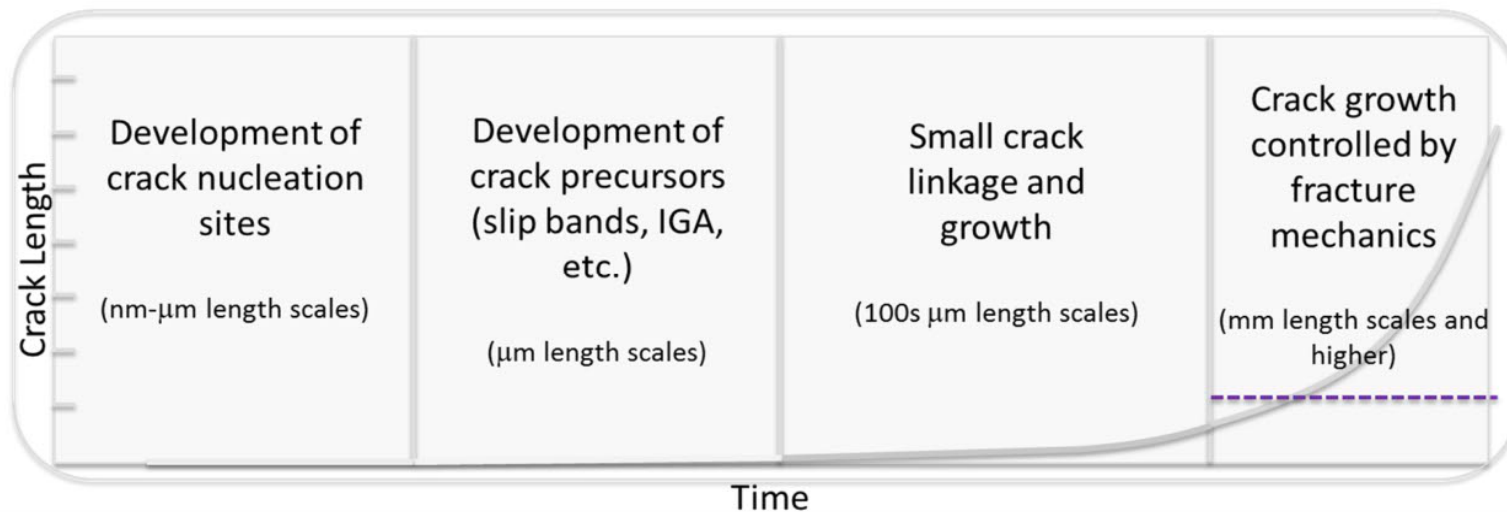 Crack Length
Development of
crack nucleation
sites
(nm-μm length scales)
Development of
crack precursors
(slip bands, IGA,
etc.)
(μm length scales)
Small crack
linkage and
growth
(100s μm length scales)
Crack growth
controlled by
fracture
mechanics
(mm length scales and
higher)
Time